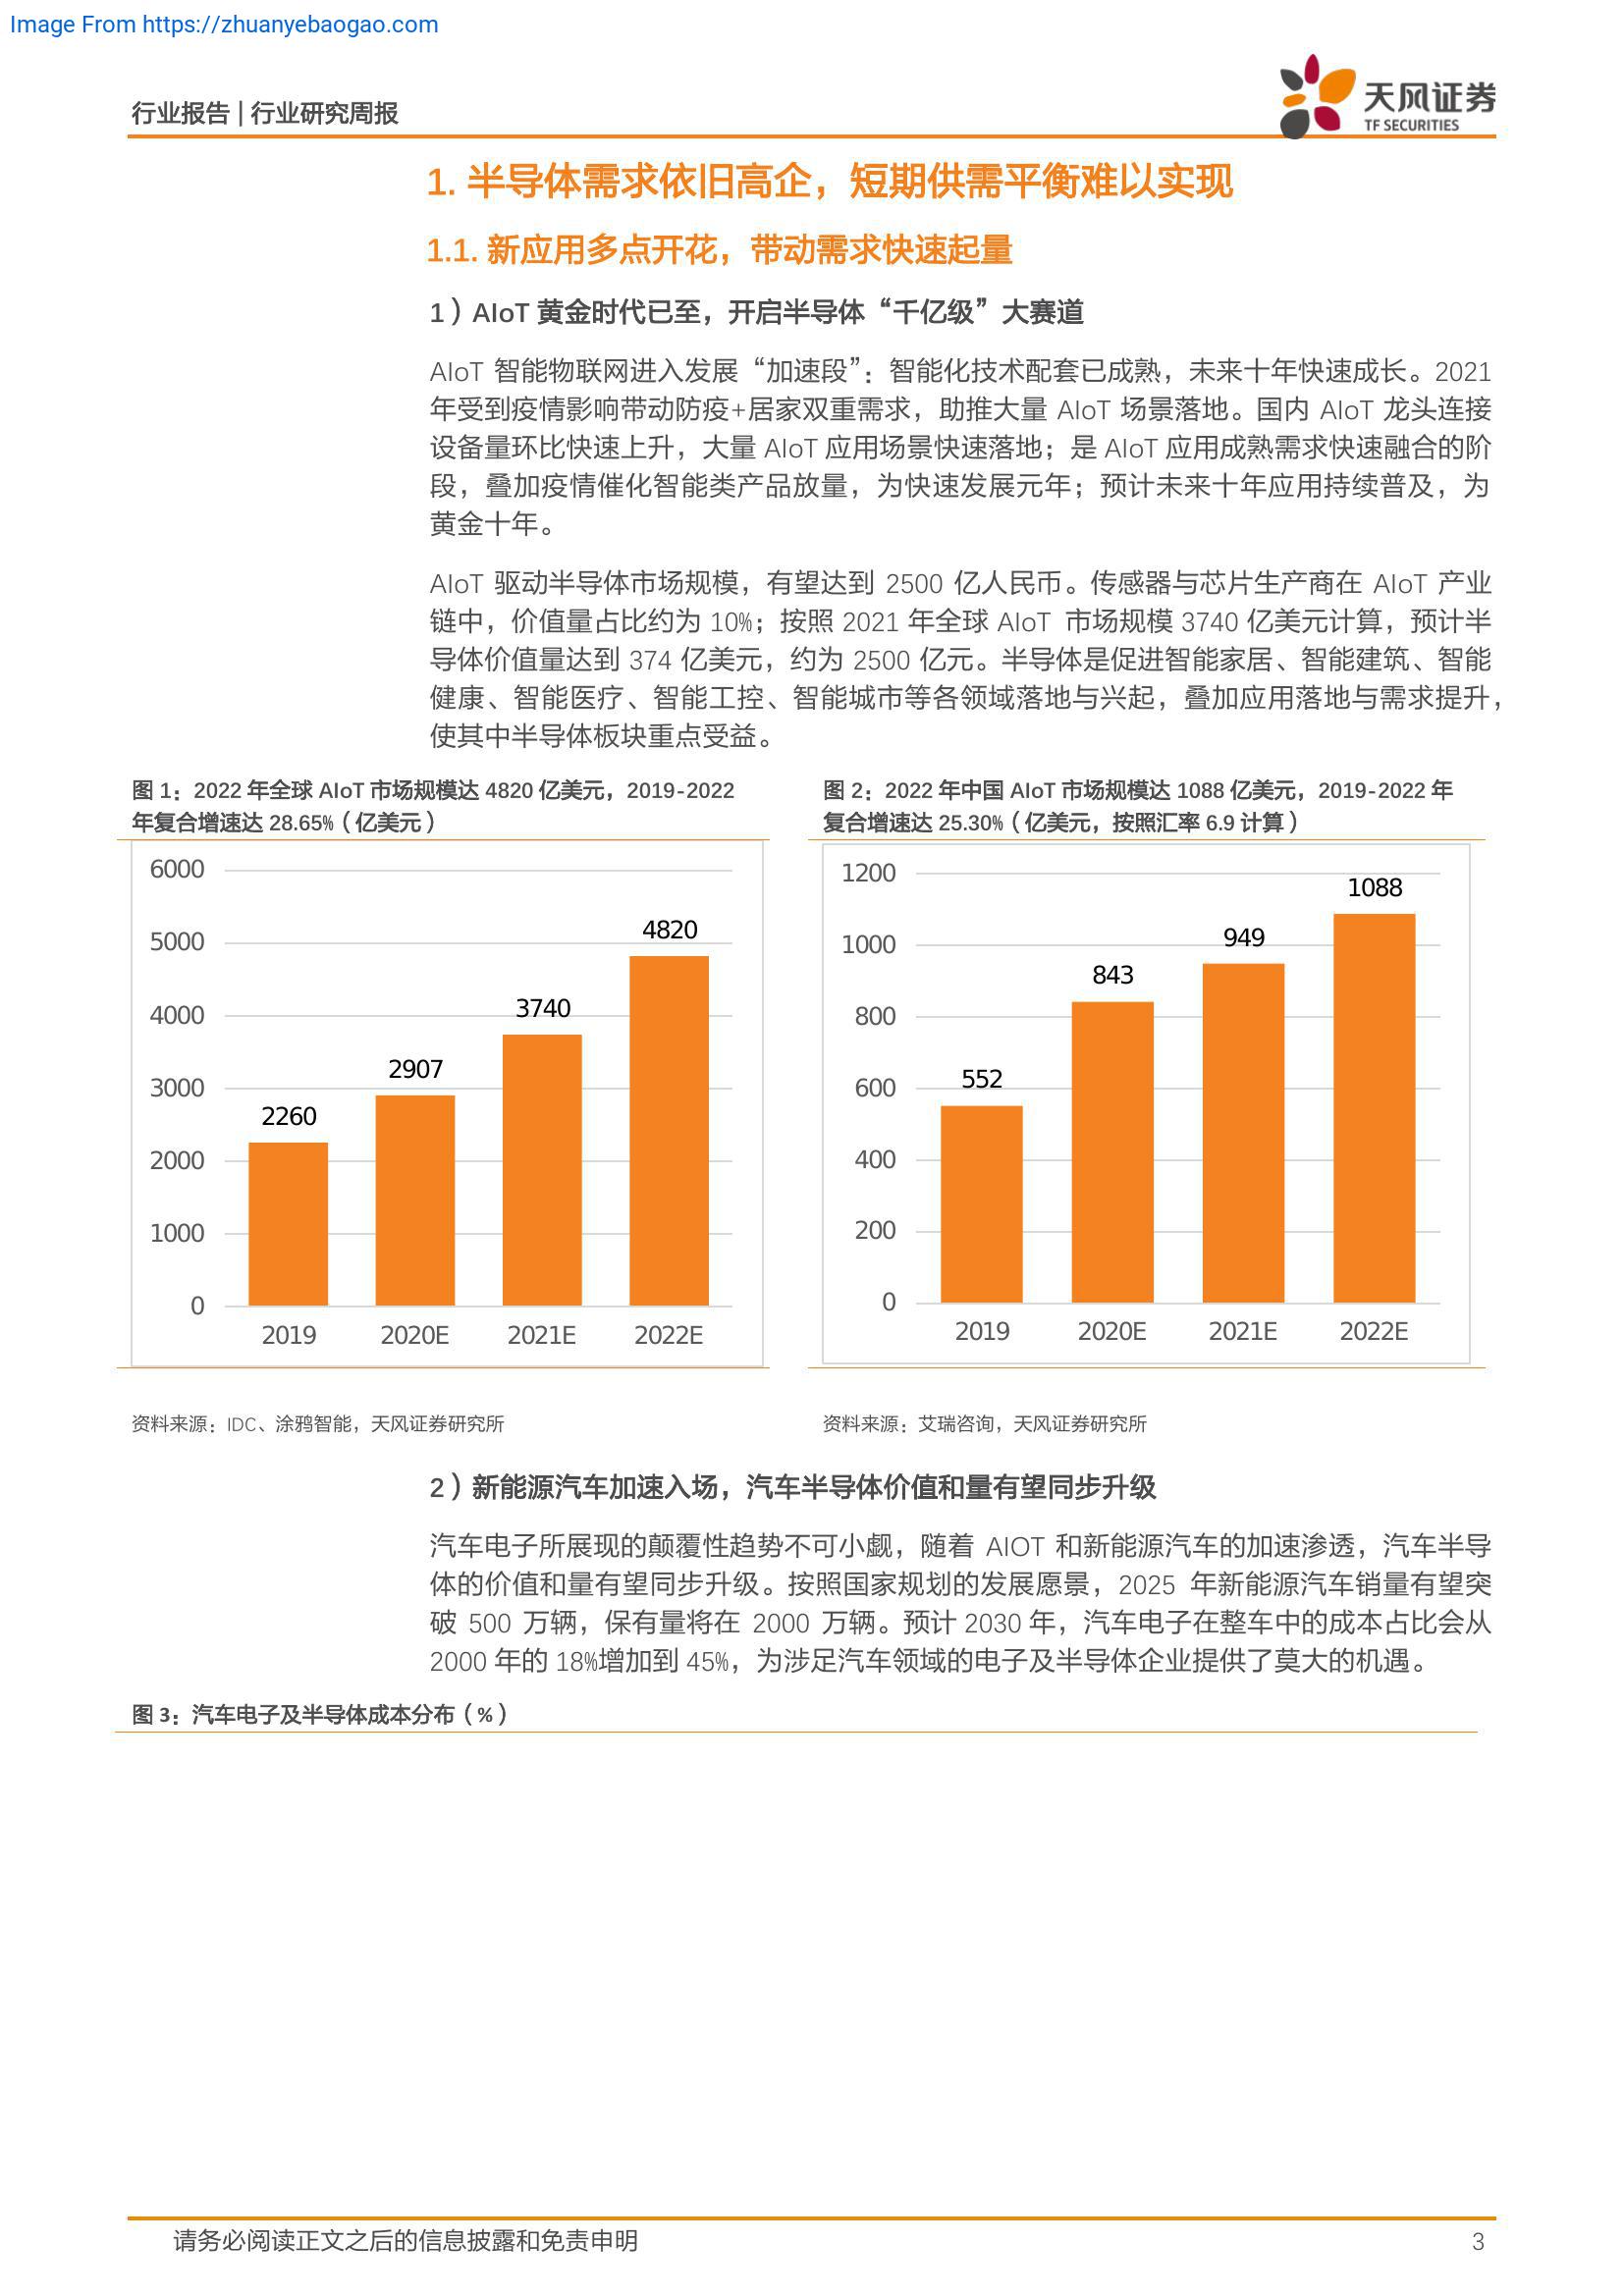 Image From https://zhuanyebaogao.com
行业报告 | 行业研究周报
天风证券
TF SECURITIES
1. 半导体需求依旧高企，短期供需平衡难以实现
1.1. 新应用多点开花，带动需求快速起量
1）AIoT 黄金时代已至，开启半导体“千亿级”大赛道
AIoT 智能物联网进入发展“加速段”：智能化技术配套已成熟，未来十年快速成长。2021
年受到疫情影响带动防疫+居家双重需求，助推大量 AIoT 场景落地。国内 AIoT 龙头连接
设备量环比快速上升，大量 AIoT 应用场景快速落地；是 AIoT 应用成熟需求快速融合的阶
段，叠加疫情催化智能类产品放量，为快速发展元年；预计未来十年应用持续普及，为
黄金十年。
AIoT 驱动半导体市场规模，有望达到 2500 亿人民币。传感器与芯片生产商在 AIoT 产业
链中，价值量占比约为 10%；按照 2021 年全球 AIoT 市场规模 3740 亿美元计算，预计半
导体价值量达到 374 亿美元，约为 2500 亿元。半导体是促进智能家居、智能建筑、智能
健康、智能医疗、智能工控、智能城市等各领域落地与兴起，叠加应用落地与需求提升，
使其中半导体板块重点受益。
图 1：2022 年全球 AIoT 市场规模达 4820 亿美元，2019-2022
年复合增速达 28.65%（亿美元）
6000
5000
4000
3000
2000
1000
0
2260
2907
3740
4820
2019
2020E
2021E
2022E
资料来源：IDC、涂鸦智能，天风证券研究所
图 2：2022 年中国 AIoT 市场规模达 1088 亿美元，2019-2022 年
复合增速达 25.30%（亿美元，按照汇率 6.9 计算）
1200
1000
800
600
400
200
0
552
843
949
1088
2019
2020E
2021E
2022E
资料来源：艾瑞咨询，天风证券研究所
2）新能源汽车加速入场，汽车半导体价值和量有望同步升级
汽车电子所展现的颠覆性趋势不可小觑，随着 AIOT 和新能源汽车的加速渗透，汽车半导
体的价值和量有望同步升级。按照国家规划的发展愿景，2025 年新能源汽车销量有望突
破 500 万辆，保有量将在 2000 万辆。预计 2030 年，汽车电子在整车中的成本占比会从
2000 年的 18%增加到 45%，为涉足汽车领域的电子及半导体企业提供了莫大的机遇。
图 3：汽车电子及半导体成本分布（%）
请务必阅读正文之后的信息披露和免责申明
3